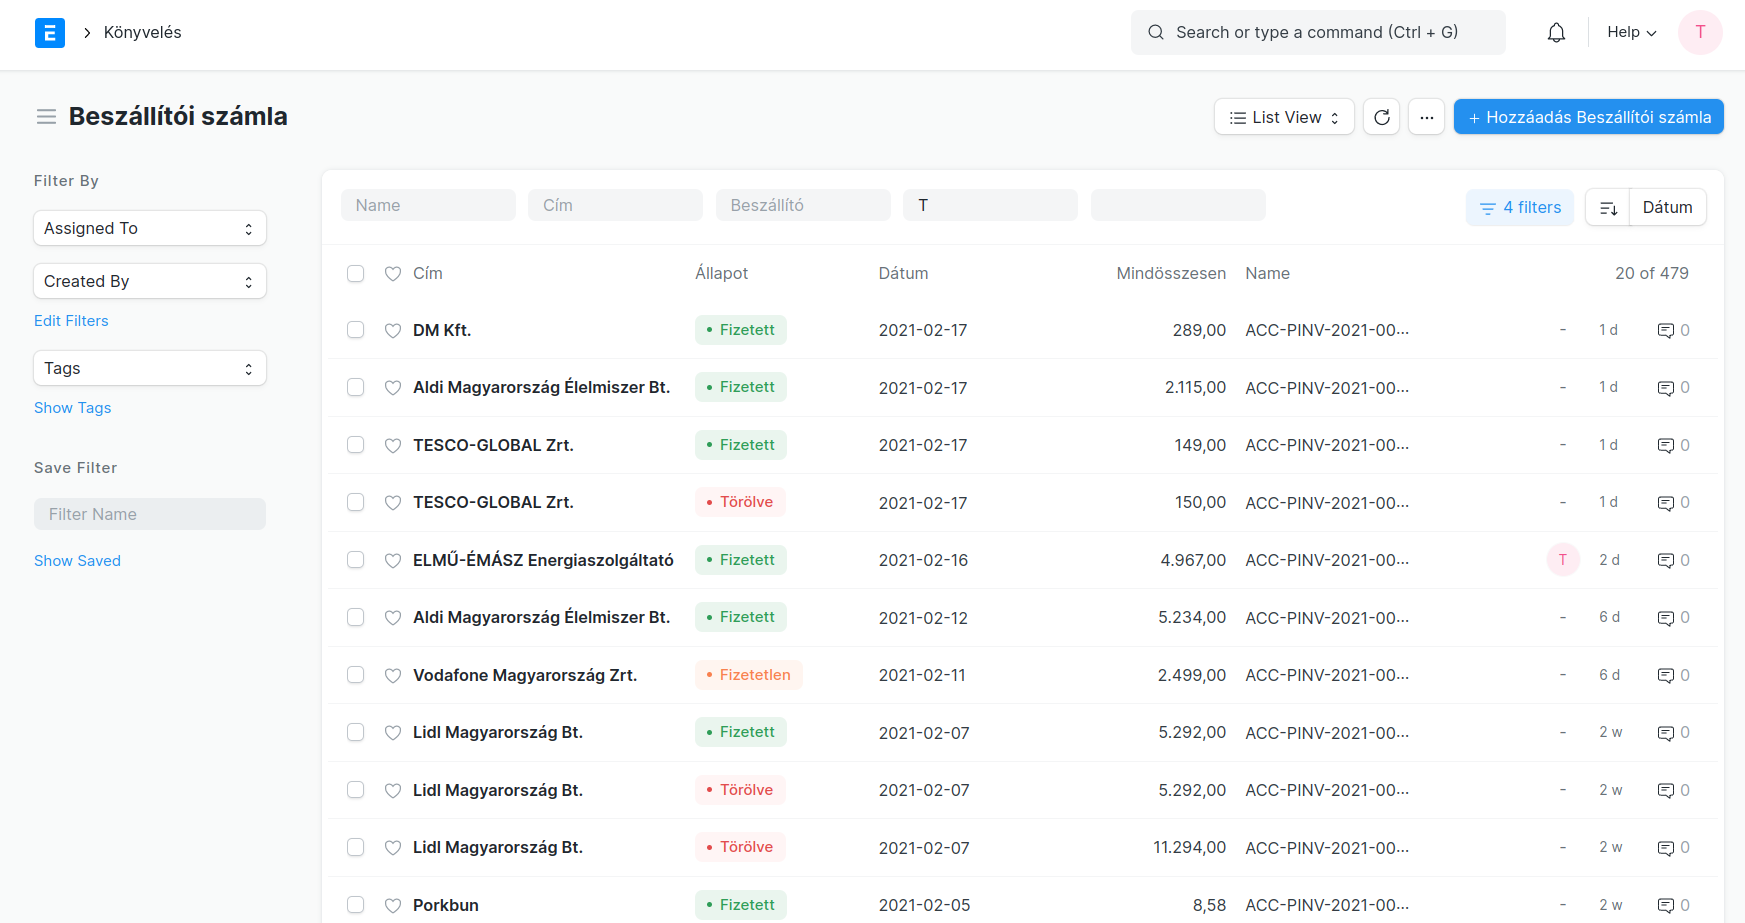 E Könyvelés Search or type a command (Ctrl + G) Help T
Beszállítói számla List View ··· + Hozzáadás Beszállítói számla
Filter By
Assigned To
Created By
Edit Filters
Tags
Show Tags
Save Filter
Filter Name
Show Saved
Name Cím Beszállító T 4 filters Dátum
Cím Állapot Dátum Mindösszesen Name 20 of 479
DM Kft. Fizetett 2021-02-17 289,00 ACC-PINV-2021-00··· - 1 d 0
Aldi Magyarország Élelmiszer Bt. Fizetett 2021-02-17 2.115,00 ACC-PINV-2021-00··· - 1 d 0
TESCO-GLOBAL Zrt. Fizetett 2021-02-17 149,00 ACC-PINV-2021-00··· - 1 d 0
TESCO-GLOBAL Zrt. Törölve 2021-02-17 150,00 ACC-PINV-2021-00··· - 1 d 0
ELMŰ-ÉMÁSZ Energiaszolgáltató Fizetett 2021-02-16 4.967,00 ACC-PINV-2021-00··· T 2 d 0
Aldi Magyarország Élelmiszer Bt. Fizetett 2021-02-12 5.234,00 ACC-PINV-2021-00··· - 6 d 0
Vodafone Magyarország Zrt. Fizetetlen 2021-02-11 2.499,00 ACC-PINV-2021-00··· - 6 d 0
Lidl Magyarország Bt. Fizetett 2021-02-07 5.292,00 ACC-PINV-2021-00··· - 2 w 0
Lidl Magyarország Bt. Törölve 2021-02-07 5.292,00 ACC-PINV-2021-00··· - 2 w 0
Lidl Magyarország Bt. Törölve 2021-02-07 11.294,00 ACC-PINV-2021-00··· - 2 w 0
Porkbun Fizetett 2021-02-05 8,58 ACC-PINV-2021-00··· - 2 w 0